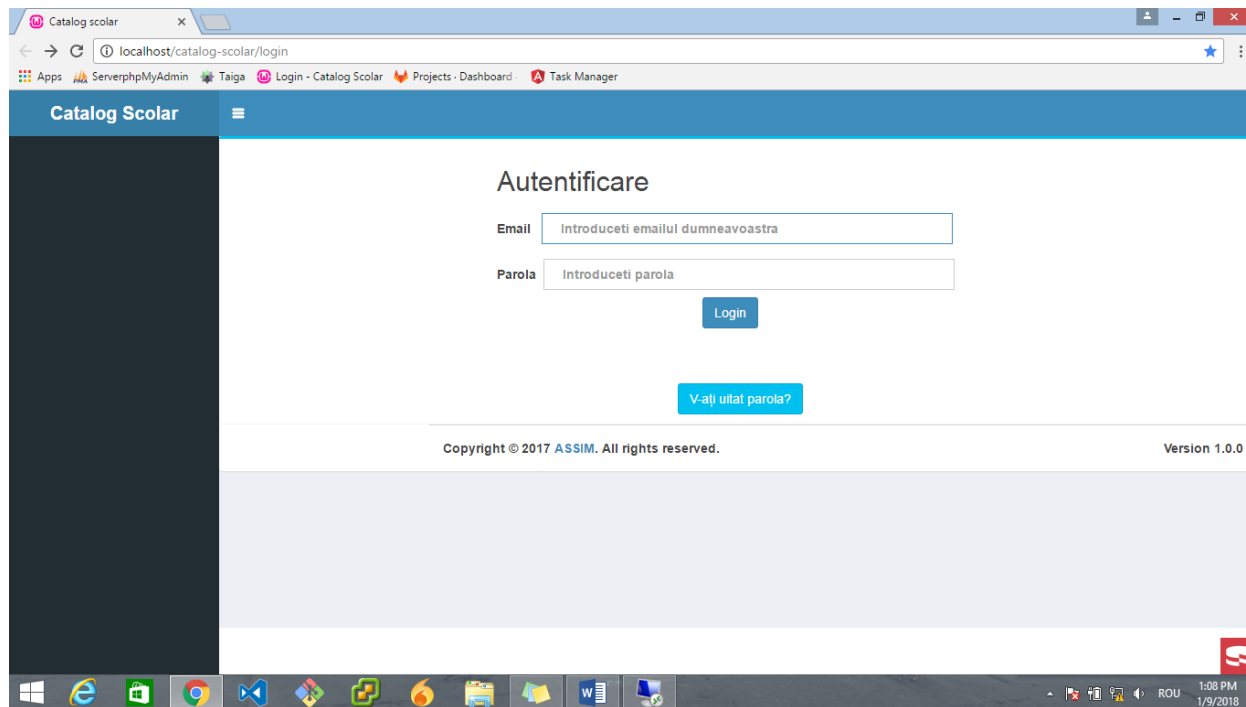 Catalog scolar
localhost/catalog-scolar/login
Apps ServerphpMyAdmin Taiga Login - Catalog Scolar Projects · Dashboard · Task Manager
Catalog Scolar
Autentificare
Email Introduceti emailul dumneavoastra
Parola Introduceti parola
Login
V-ați uitat parola?
Copyright © 2017 ASSIM. All rights reserved. Version 1.0.0
ROU 1:08 PM
1/9/2018